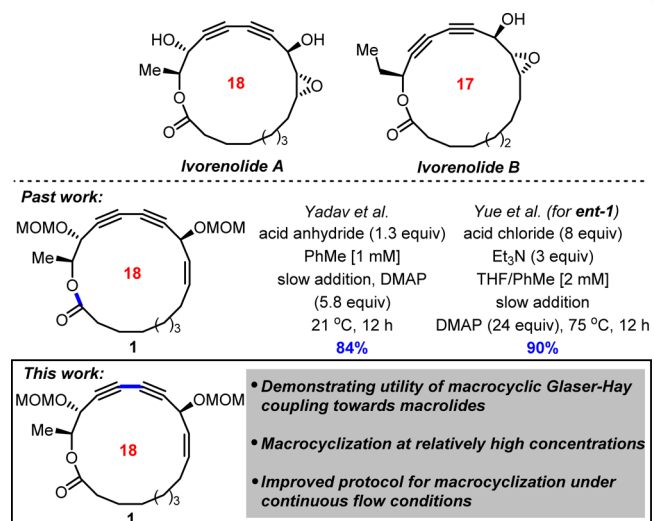 HO
OH
Me
O
O
O
18
( )3
Ivorenolide A
OH
Me
O
O
O
17
( )2
Ivorenolide B
Past work:
MOMO
OMOM
Me
O
O
18
( )3
1
Yadav et al.
acid anhydride (1.3 equiv)
PhMe [1 mM]
slow addition, DMAP
(5.8 equiv)
21 °C, 12 h
84%
Yue et al. (for ent-1)
acid chloride (8 equiv)
Et3N (3 equiv)
THF/PhMe [2 mM]
slow addition
DMAP (24 equiv), 75 °C, 12 h
90%
This work:
MOMO
OMOM
Me
O
O
18
( )3
1
• Demonstrating utility of macrocyclic Glaser-Hay
coupling towards macrolides
• Macrocyclization at relatively high concentrations
• Improved protocol for macrocyclization under
continuous flow conditions